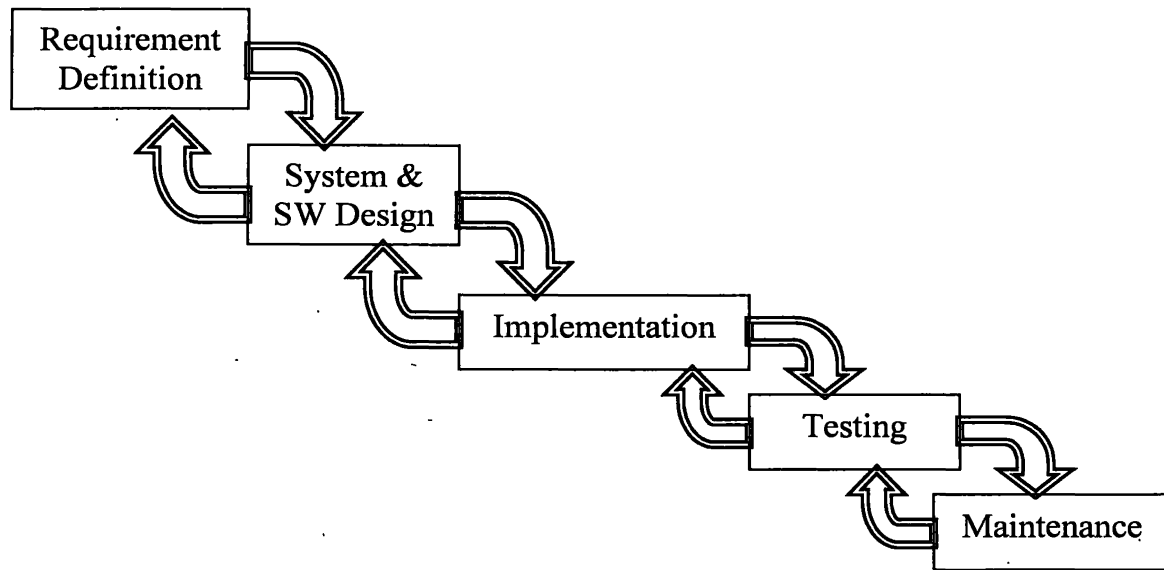 Requirement
Definition
System &
SW Design
Implementation
Testing
Maintenance